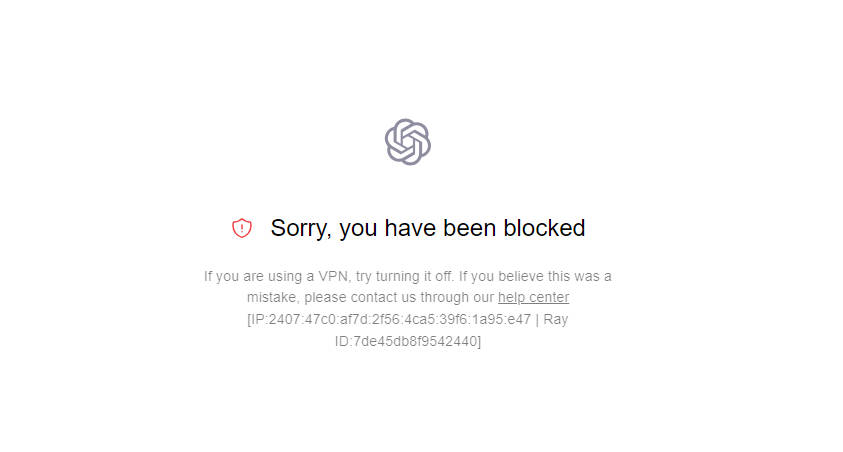 Sorry, you have been blocked
If you are using a VPN, try turning it off. If you believe this was a
mistake, please contact us through our help center
[IP:2407:47c0:af7d:2f56:4ca5:39f6:1a95:e47 | Ray
ID:7de45db8f9542440]